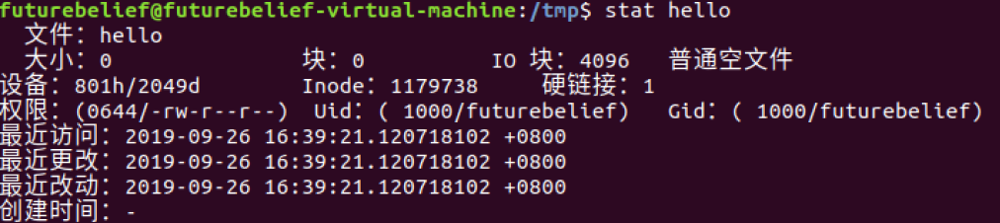 futurebelief@futurebelief-virtual-machine:/tmp$ stat hello
文件：hello
大小：0 块：0 IO 块：4096 普通空文件
设备：801h/2049d Inode：1179738 硬链接：1
权限：(0644/-rw-r--r--) Uid：( 1000/futurebelief) Gid：( 1000/futurebelief)
最近访问：2019-09-26 16:39:21.120718102 +0800
最近更改：2019-09-26 16:39:21.120718102 +0800
最近改动：2019-09-26 16:39:21.120718102 +0800
创建时间：-